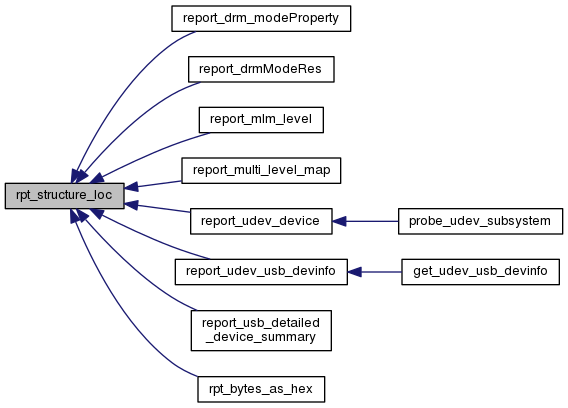 report_drm_modeProperty
report_drmModeRes
report_mlm_level
report_multi_level_map
rpt_structure_loc
report_udev_device
probe_udev_subsystem
report_udev_usb_devinfo
get_udev_usb_devinfo
report_usb_detailed
_device_summary
rpt_bytes_as_hex